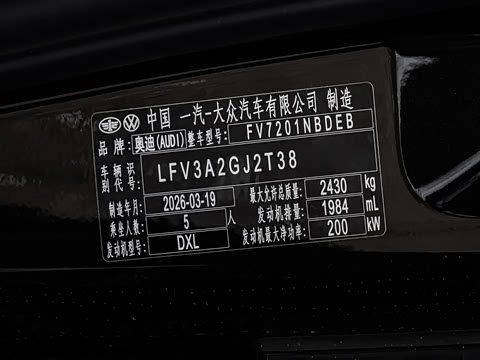 中国 一汽-大众汽车有限公司 制造
品牌: 奥迪(AUDI) 整车型号: FV7201NBDEB
车辆识别代号: LFV3A2GJ2T38
制造年月: 2026-03-19 最大允许总质量: 2430 kg
乘坐人数: 5 人 发动机排量: 1984 mL
发动机型号: DXL 发动机最大净功率: 200 kW